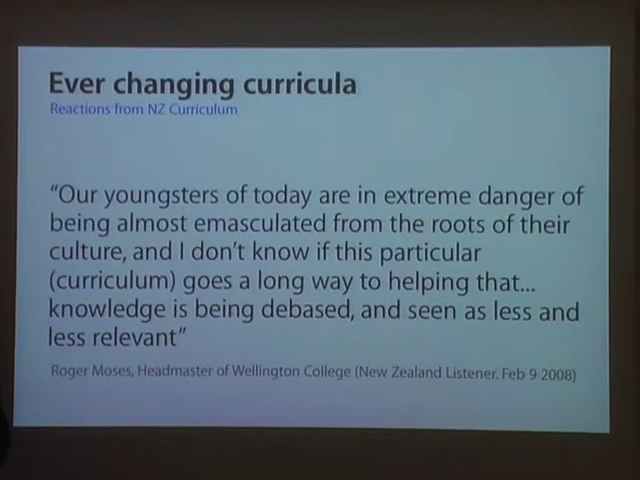 Ever changing curricula
Reactions from NZ Curriculum
“Our youngsters of today are in extreme danger of
being almost emasculated from the roots of their
culture, and I don’t know if this particular
(curriculum) goes a long way to helping that...
knowledge is being debased, and seen as less and
less relevant”
Roger Moses, Headmaster of Wellington College (New Zealand Listener. Feb 9 2008)